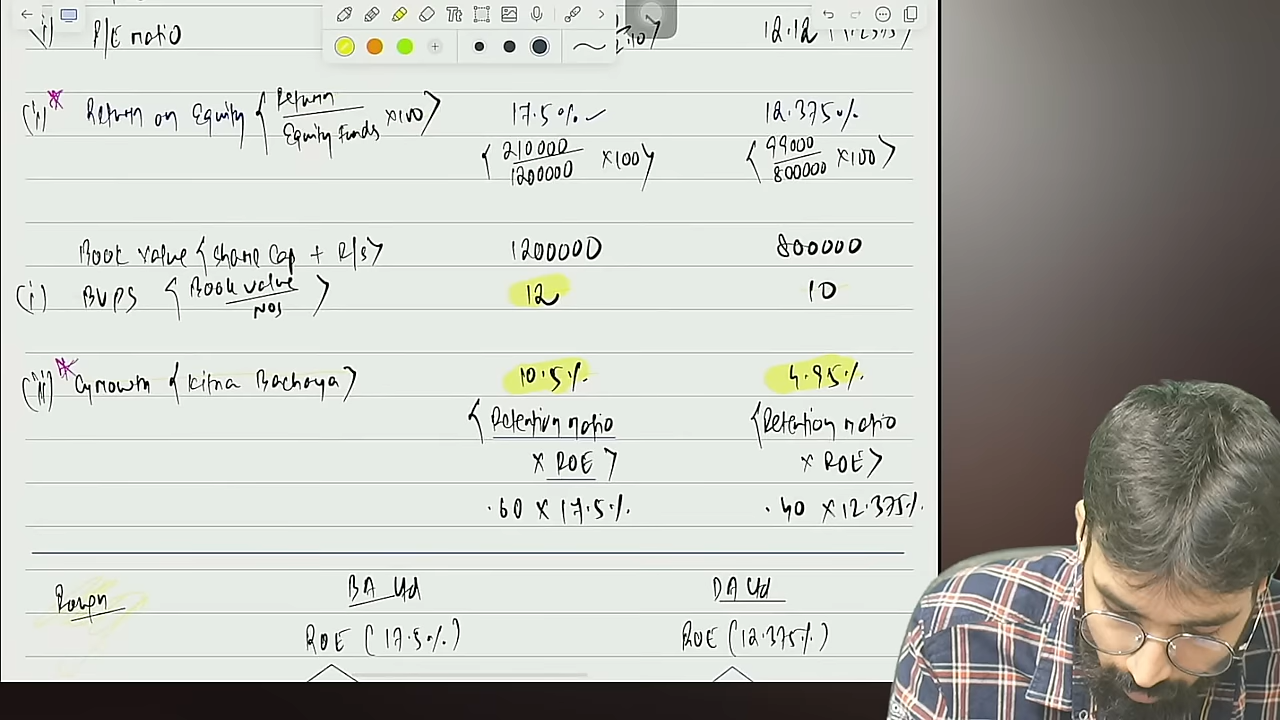 P/E ratio 12.12
(i) Return on Equity { Return / Equity Funds ×100 } 17.5% ✓ 12.375%
{ 210000 / 1200000 ×100 } { 99000 / 800000 ×100 }
Book value { Share Cap + R/S } 1200000 800000
(i) BVPS { Book value / NOS } 12 10
(iii) Growth { Kitna Bachaya } 10.5% 4.95%
{ Retention ratio { Retention ratio
× ROE } × ROE }
.60 × 17.5% .40 × 12.375%
Rough BA Ltd DA Ltd
ROE (17.5%) ROE (12.375%)